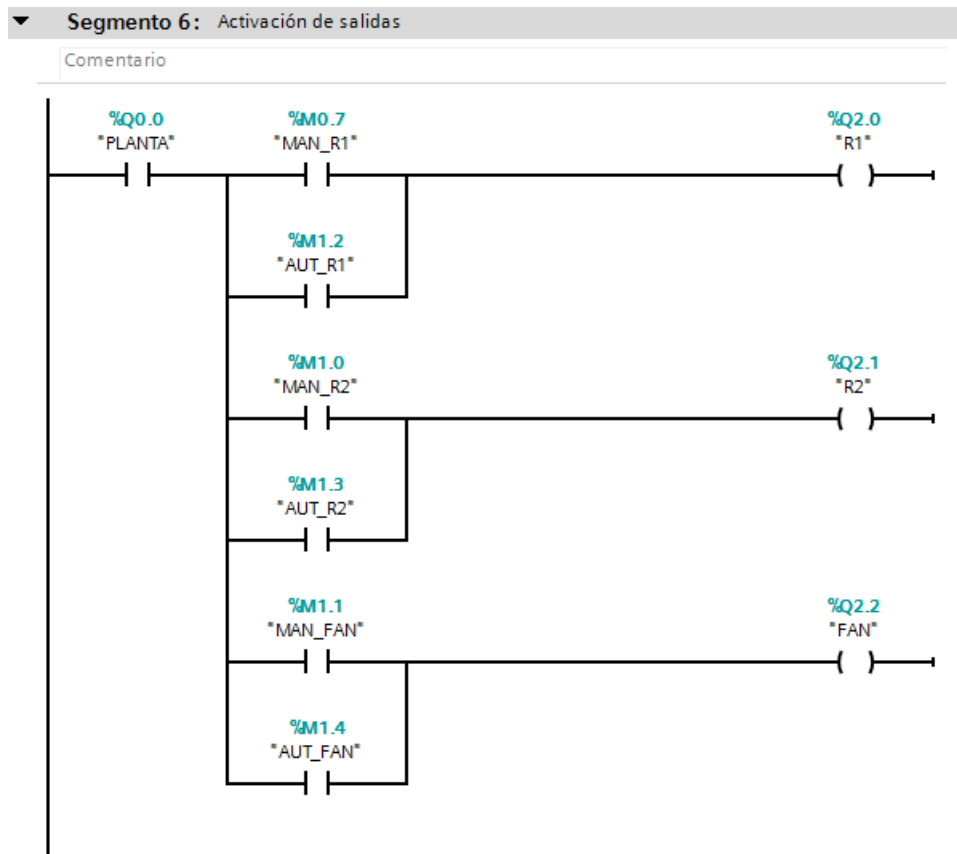 Segmento 6: Activación de salidas
Comentario
%Q0.0 %M0.7 %Q2.0
"PLANTA" "MAN_R1" "R1"
%M1.2
"AUT_R1"
%M1.0 %Q2.1
"MAN_R2" "R2"
%M1.3
"AUT_R2"
%M1.1 %Q2.2
"MAN_FAN" "FAN"
%M1.4
"AUT_FAN"